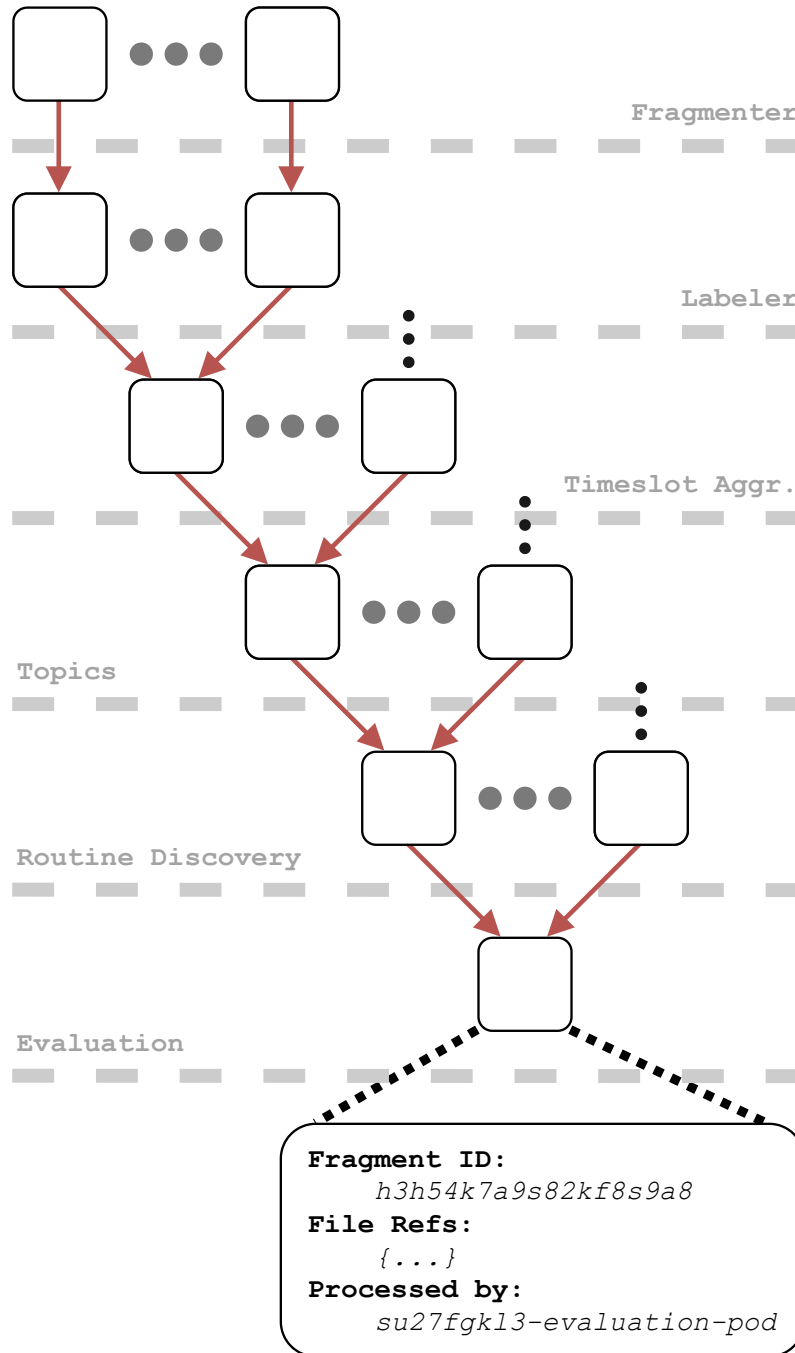 Fragmenter
Labeler
Timeslot Aggr.
Topics
Routine Discovery
Evaluation
Fragment ID:
h3h54k7a9s82kf8s9a8
File Refs:
{...}
Processed by:
su27fgkl3-evaluation-pod